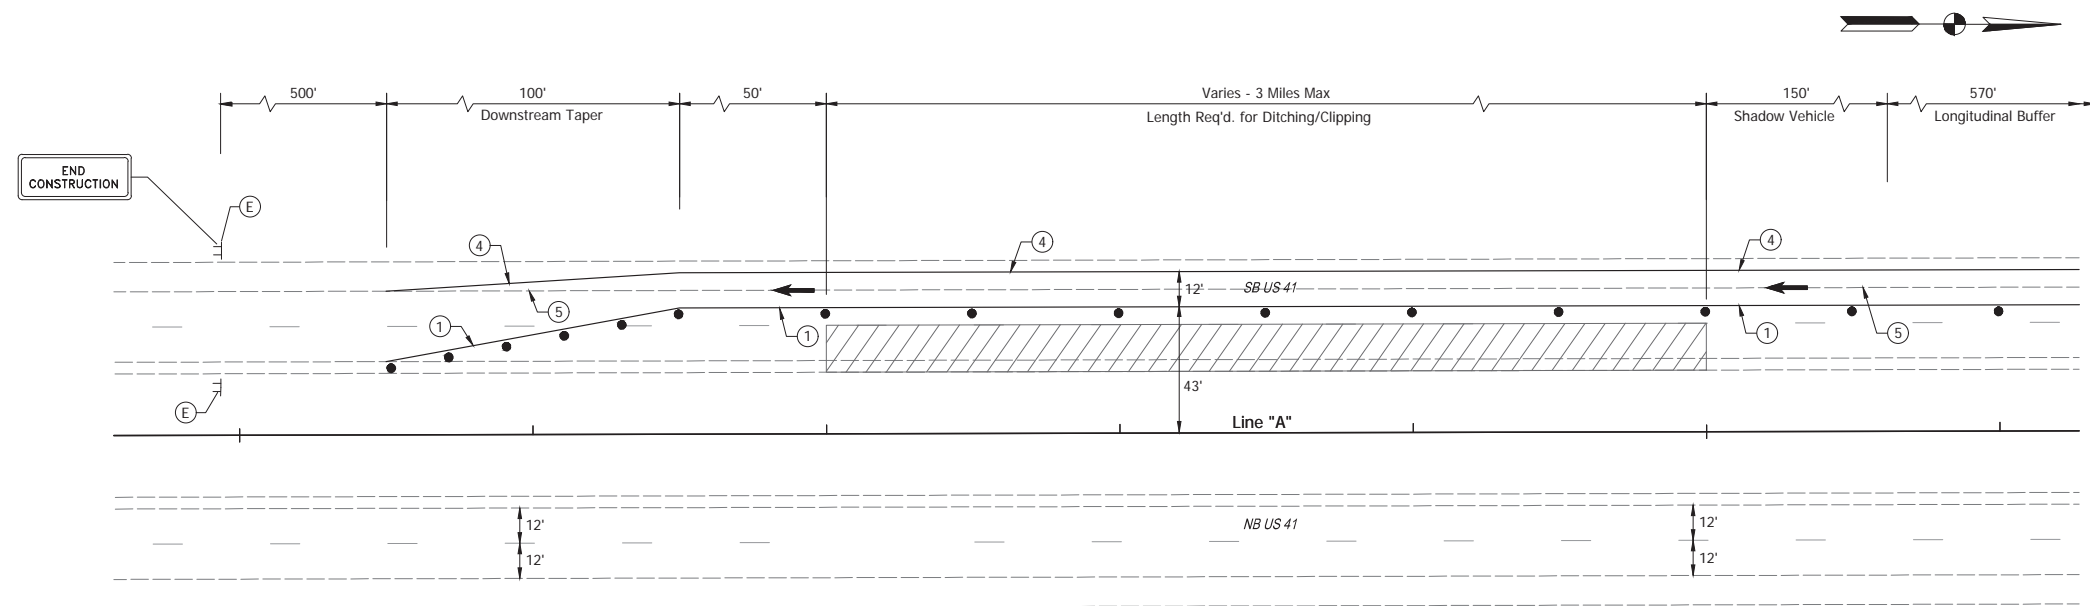 500'
100'
Downstream Taper
50'
Varies - 3 Miles Max
Length Req'd. for Ditching/Clipping
150'
Shadow Vehicle
570'
Longitudinal Buffer
END
CONSTRUCTION
E
4
4
4
12'
SB US 41
5
1
1
1
5
43'
E
Line "A"
12'
12'
NB US 41
12'
12'